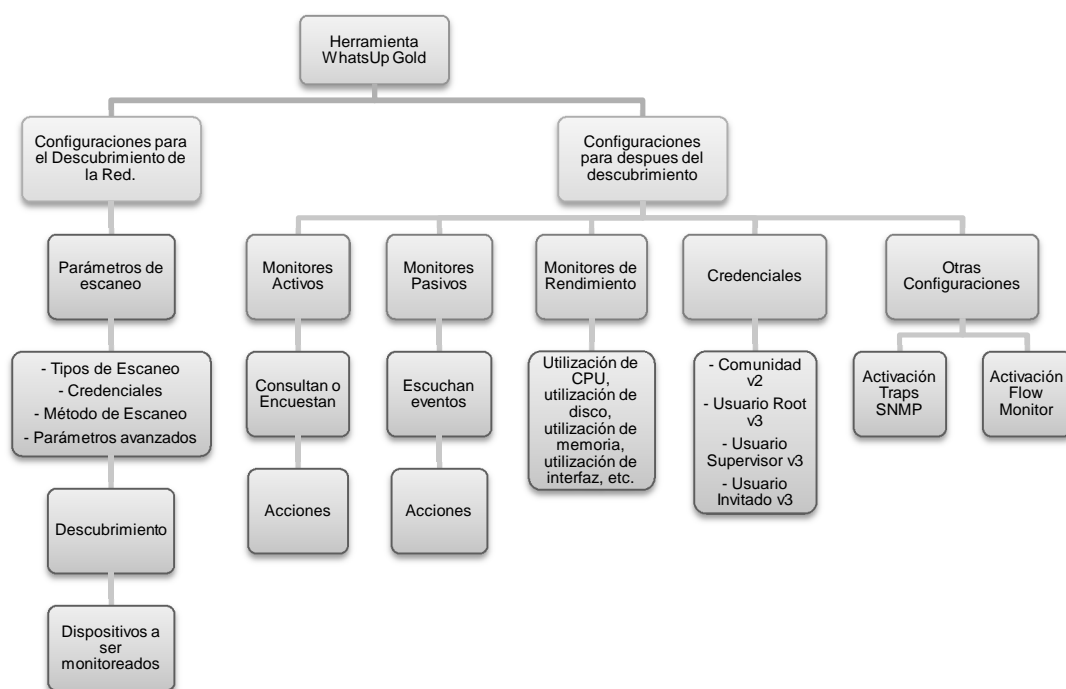 Herramienta
WhatsUp Gold
Configuraciones para
el Descubrimiento de
la Red.
Configuraciones
para despues del
descubrimiento
Parámetros de
escaneo
Monitores
Activos
Monitores
Pasivos
Monitores de
Rendimiento
Credenciales
Otras
Configuraciones
- Tipos de Escaneo
- Credenciales
- Método de Escaneo
- Parámetros avanzados
Consultan o
Encuestan
Escuchan
eventos
Utilización de
CPU,
utilización de
disco,
utilización de
memoria,
utilización de
interfaz, etc.
- Comunidad
v2
- Usuario Root
v3
- Usuario
Supervisor v3
- Usuario
Invitado v3
Activación
Traps
SNMP
Activación
Flow
Monitor
Descubrimiento
Acciones
Acciones
Dispositivos a
ser
monitoreados